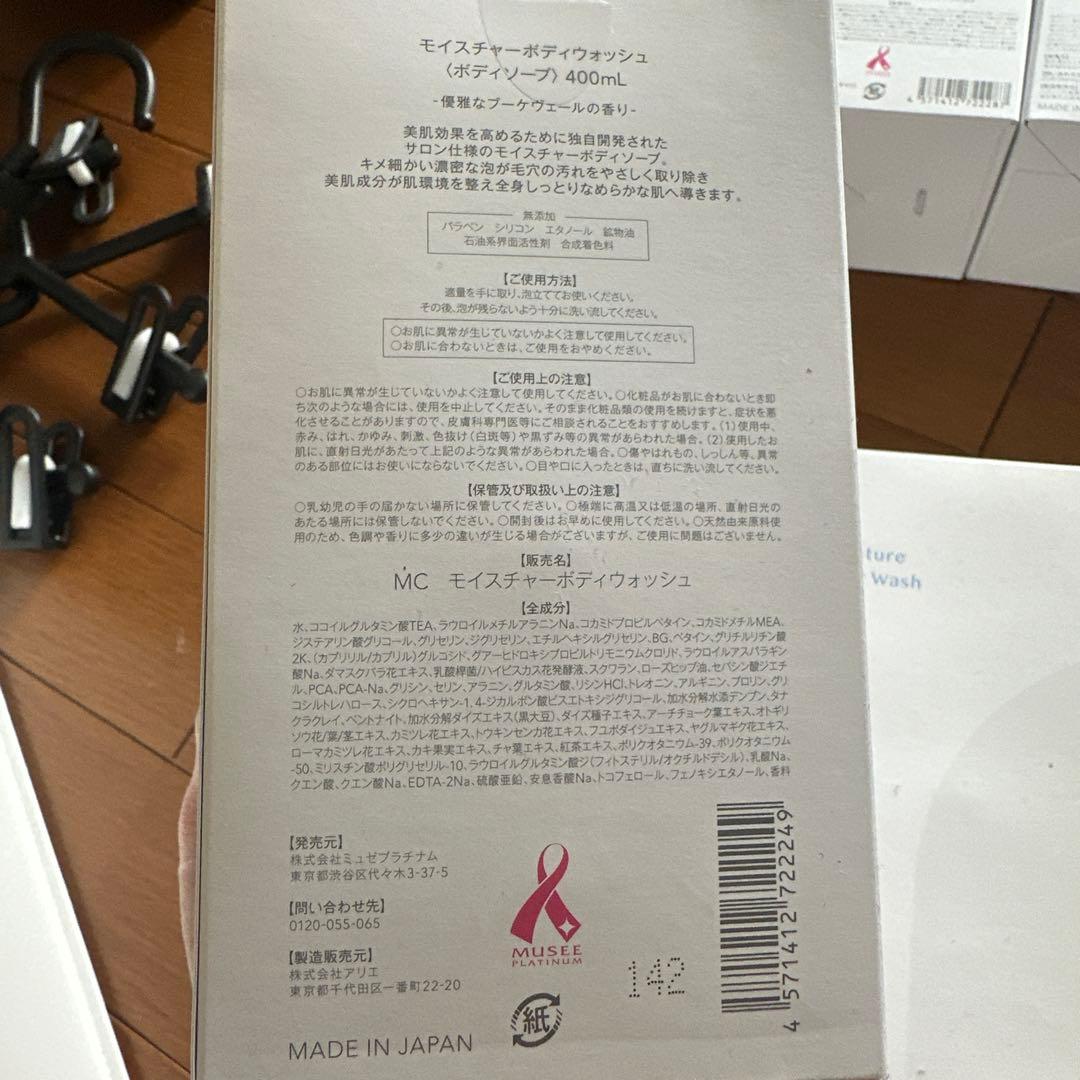 モイスチャーボディウォッシュ
〈ボディソープ〉400mL
-優雅なブーケヴェールの香り-
美肌効果を高めるために独自開発された
サロン仕様のモイスチャーボディソープ。
キメ細かい濃密な泡が毛穴の汚れをやさしく取り除き
美肌成分が肌環境を整え全身しっとりなめらかな肌へ導きます。
無添加
パラベン シリコン エタノール 鉱物油
石油系界面活性剤 合成着色料
【ご使用方法】
適量を手に取り、泡立ててお使いください。
その後、泡が残らないよう十分に洗い流してください。
○お肌に異常が生じていないかよく注意して使用してください。
○お肌に合わないときは、ご使用をおやめください。
【ご使用上の注意】
○お肌に異常が生じていないかよく注意して使用してください。○化粧品がお肌に合わないとき即
ち次のような場合には、使用を中止してください。そのまま化粧品類の使用を続けますと、症状を悪
化させることがありますので、皮膚科専門医等にご相談されることをおすすめします。(1)使用中、
赤み、はれ、かゆみ、刺激、色抜け(白斑等)や黒ずみ等の異常があらわれた場合。(2)使用したお
肌に、直射日光があたって上記のような異常があらわれた場合。○傷やはれもの、しっしん等、異常
のある部位にはお使いにならないでください。○目や口に入ったときは、直ちに洗い流してください。
【保管及び取扱い上の注意】
○乳幼児の手の届かない場所に保管してください。○極端に高温又は低温の場所、直射日光の
あたる場所には保管しないでください。○開封後はお早めに使用してください。○天然由来原料使
用のため、色調や香りに多少の違いが生じる場合がございますが、ご使用に問題はございません。
【販売名】
MC モイスチャーボディウォッシュ
【全成分】
水、ココイルグルタミン酸TEA、ラウロイルメチルアラニンNa、コカミドプロピルベタイン、コカミドメチルMEA、
ジステアリン酸グリコール、グリセリン、ジグリセリン、エチルヘキシルグリセリン、BG、ベタイン、グリチルリチン酸
2K、(カプリリル/カプリル)グルコシド、グアーヒドロキシプロピルトリモニウムクロリド、ラウロイルアスパラギン
酸Na、ダマスクバラ花エキス、乳酸桿菌/ハイビスカス花発酵液、スクワラン、ローズヒップ油、セバシン酸ジエチ
ル、PCA、PCA-Na、グリシン、セリン、アラニン、グルタミン酸、リシンHCl、トレオニン、アルギニン、プロリン、グリ
コシルトレハロース、シクロヘキサン-1,4-ジカルボン酸ビスエトキシジグリコール、加水分解水添デンプン、タナ
クラクレイ、ベントナイト、加水分解ダイズエキス(黒大豆)、ダイズ種子エキス、アーチチョーク葉エキス、オトギリ
ソウ花/葉/茎エキス、カミツレ花エキス、トウキンセンカ花エキス、フユボダイジュエキス、ヤグルマギク花エキス、
ローマカミツレ花エキス、カキ果実エキス、チャ葉エキス、紅茶エキス、ポリクオタニウム-39、ポリクオタニウム
-50、ミリスチン酸ポリグリセリル-10、ラウロイルグルタミン酸ジ(フィトステリル/オクチルドデシル)、乳酸Na、
クエン酸、クエン酸Na、EDTA-2Na、硫酸亜鉛、安息香酸Na、トコフェロール、フェノキシエタノール、香料
【発売元】
株式会社ミュゼプラチナム
東京都渋谷区代々木3-37-5
【問い合わせ先】
0120-055-065
【製造販売元】
株式会社アリエ
東京都千代田区一番町22-20
MADE IN JAPAN
MUSEE
PLATINUM
紙
142
4 571412 722249
4 571412 722287
MADE IN
ture
Wash